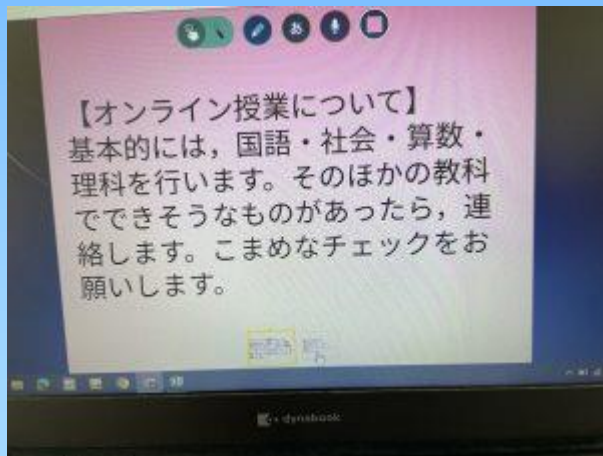 あ
【オンライン授業について】
基本的には，国語・社会・算数・
理科を行います。そのほかの教科
でできそうなものがあったら，連
絡します。こまめなチェックをお
願いします。
dynabook